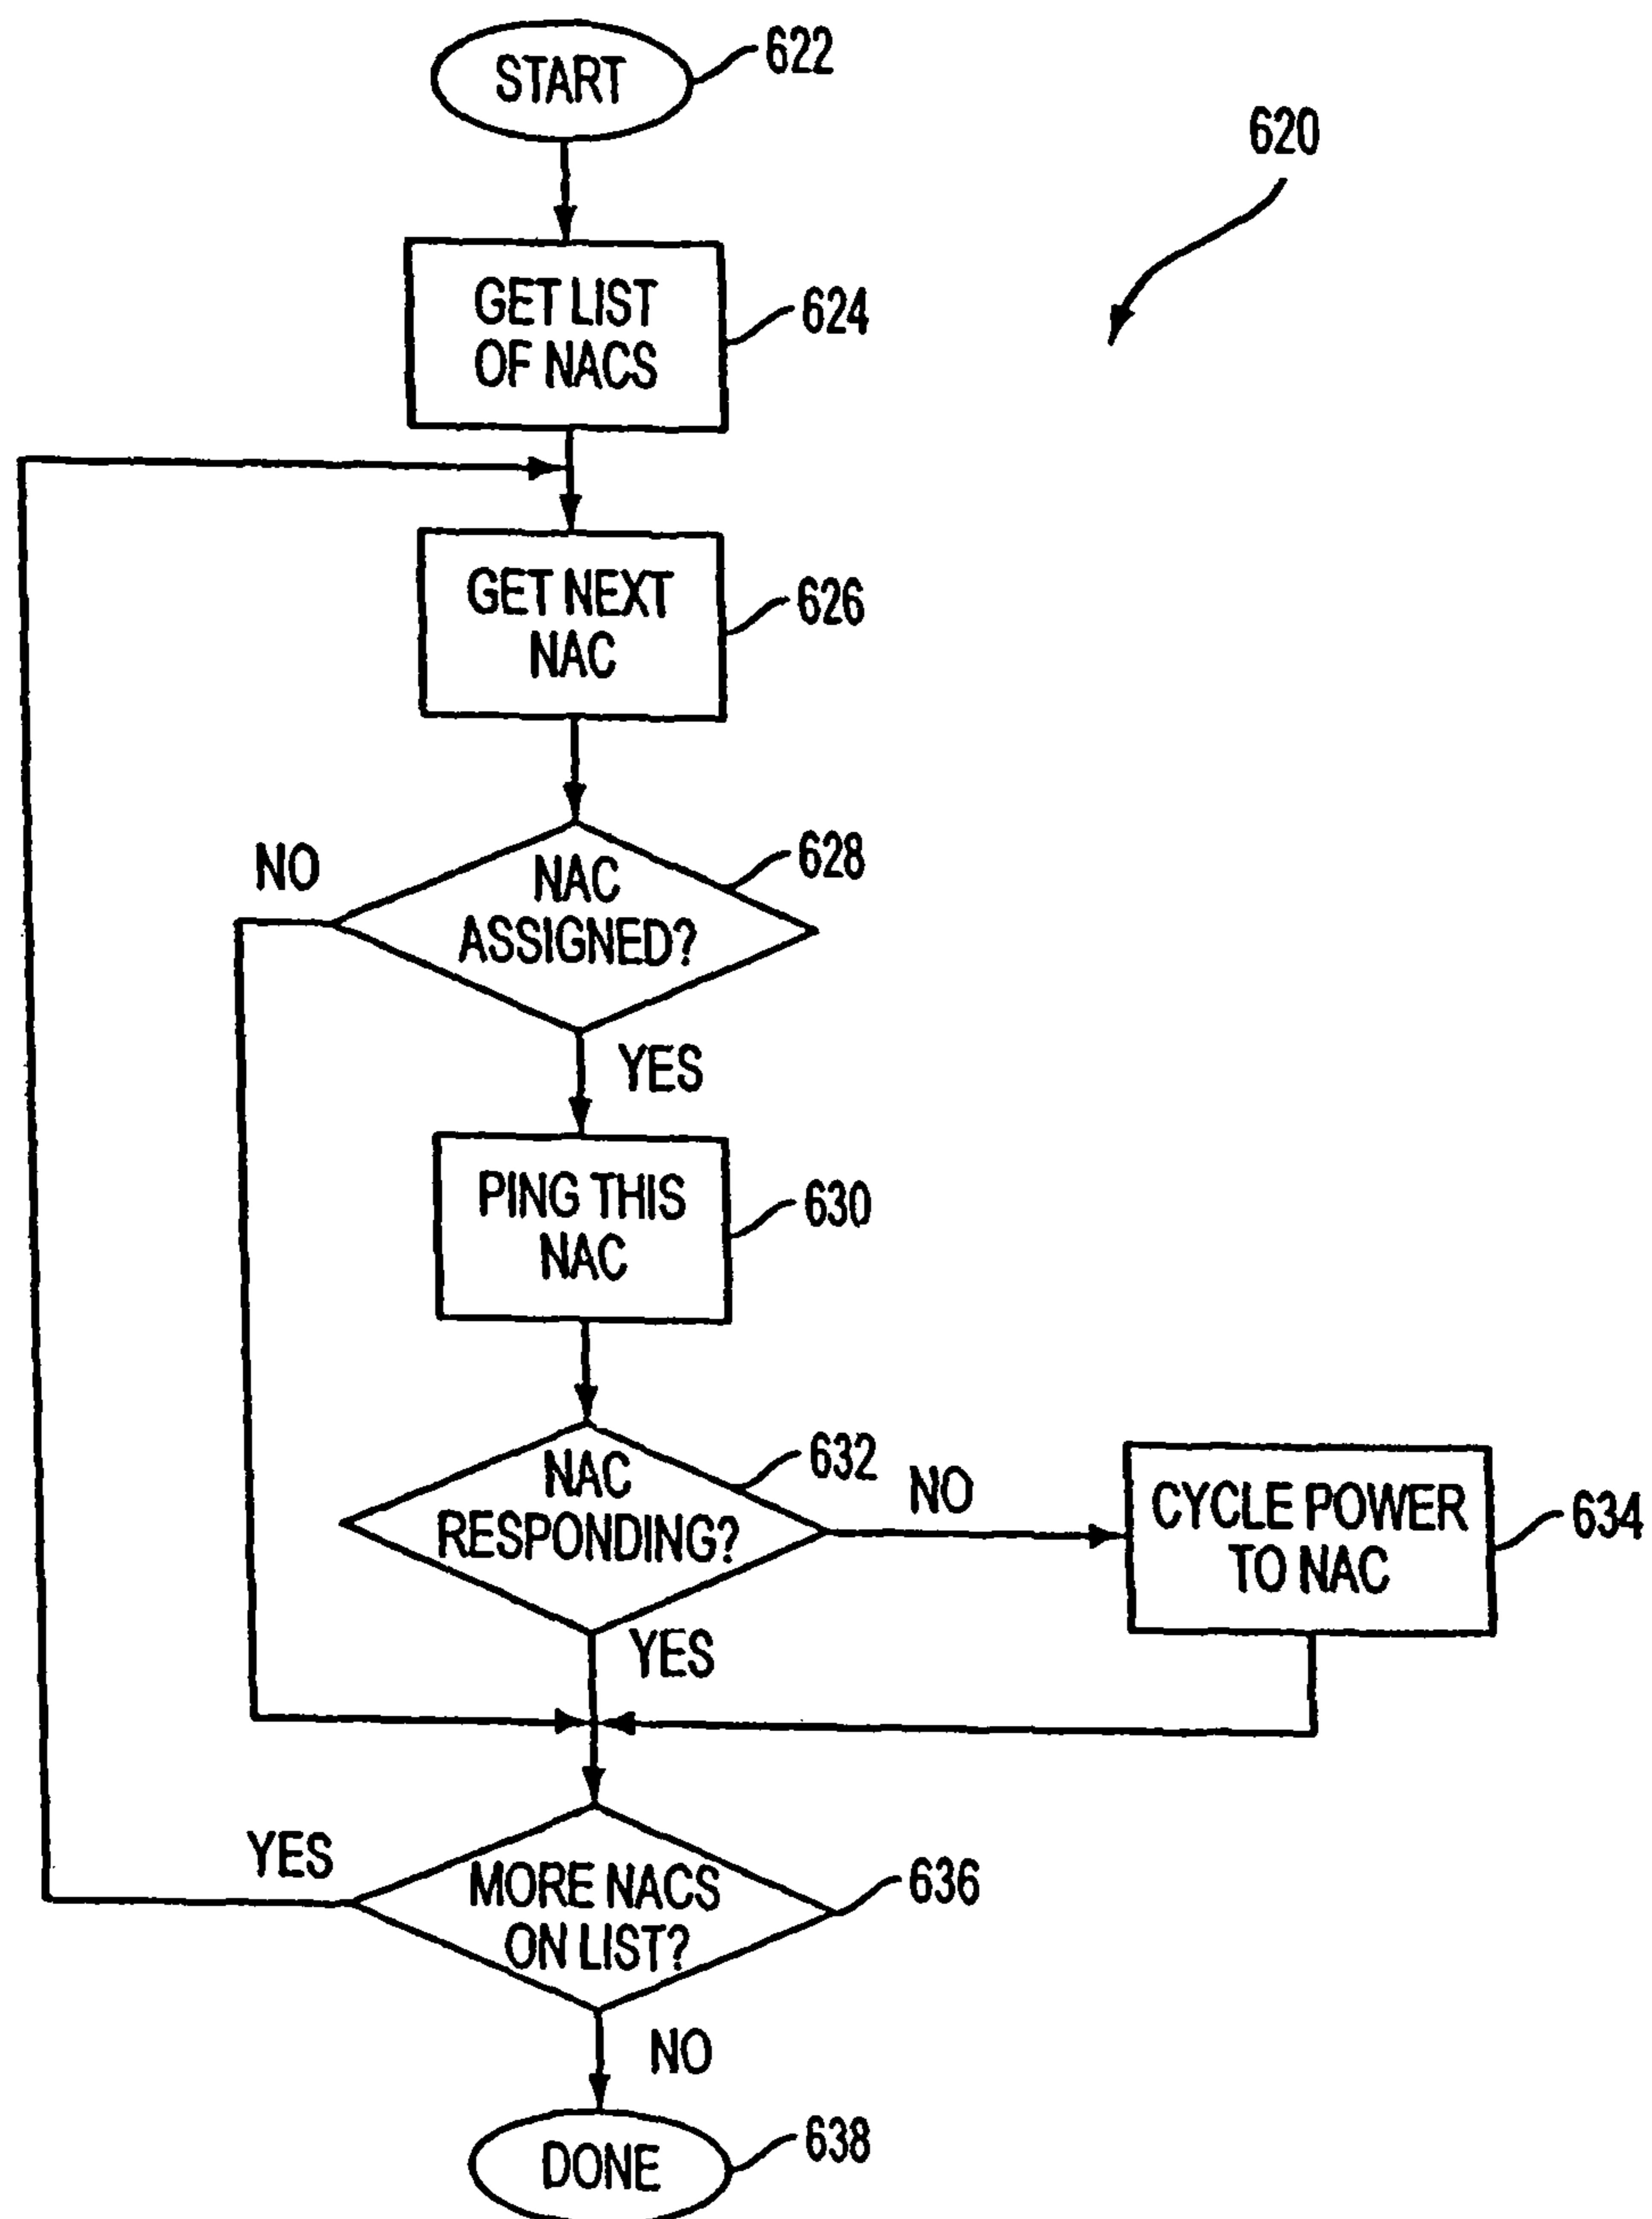 START
622
620
GET LIST
OF NACS
624
GET NEXT
NAC
626
NO
NAC
ASSIGNED?
628
YES
PING THIS
NAC
630
NAC
RESPONDING?
632
NO
CYCLE POWER
TO NAC
634
YES
YES
MORE NACS
ON LIST?
636
NO
DONE
638